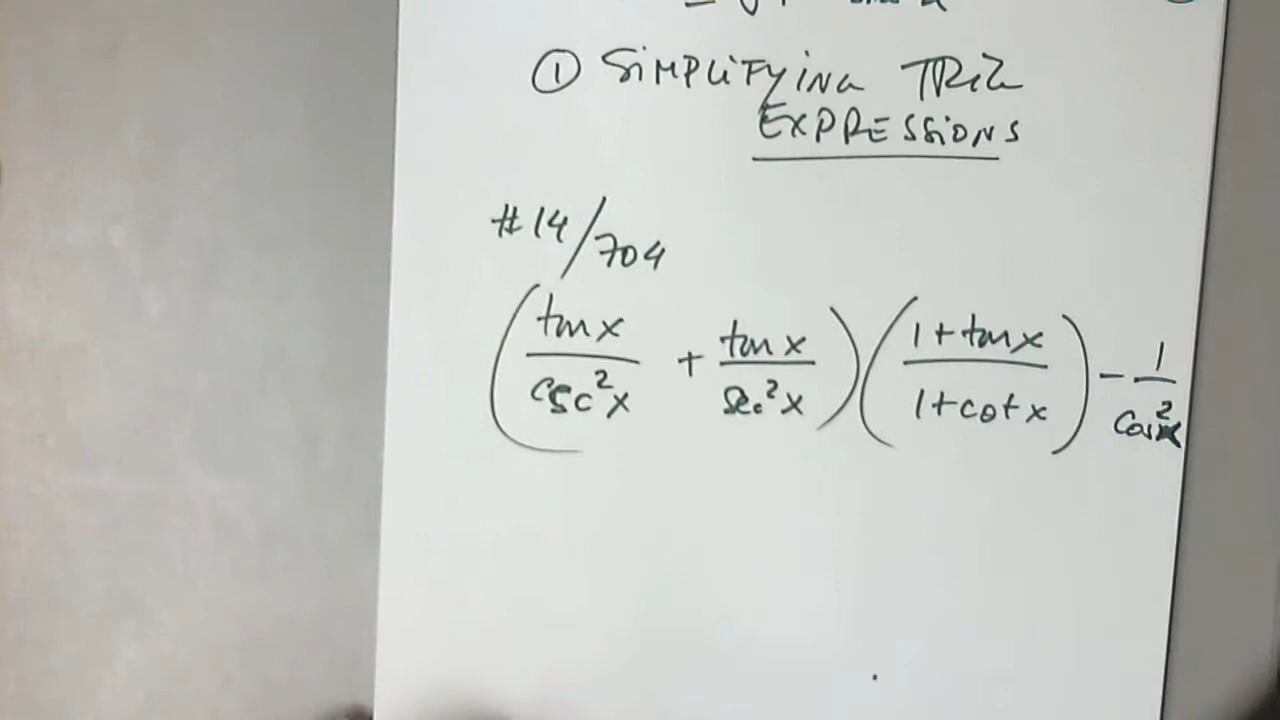 ① SIMPLIFYING TRIG
EXPRESSIONS
#14/704
(tan x / csc²x + tan x / sec²x)(1 + tan x / 1 + cot x) - 1 / cos²x